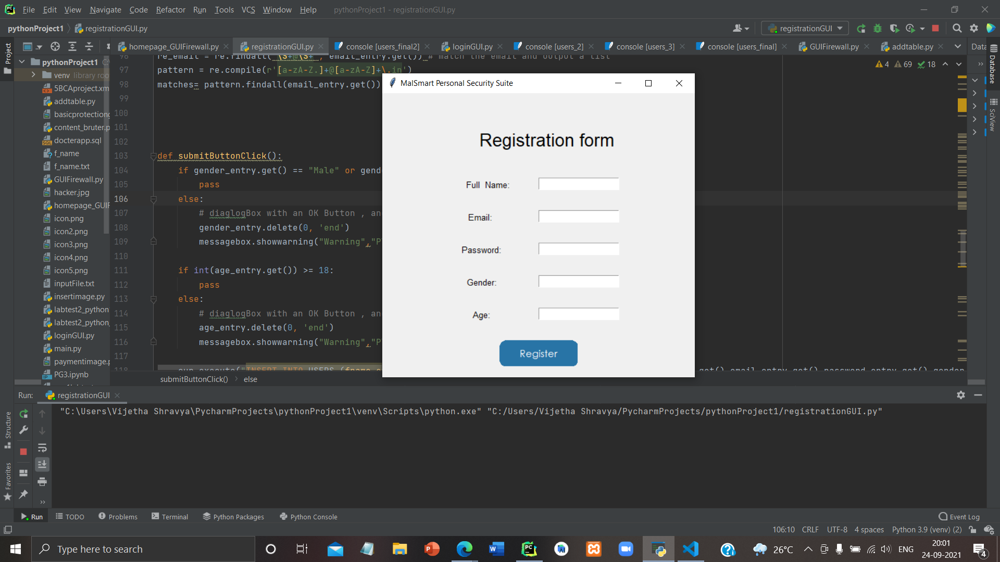 File Edit View Navigate Code Refactor Run Tools VCS Window Help pythonProject1 - registrationGUI.py
pythonProject1 registrationGUI.py registrationGUI
Project homepage_GUIFirewall.py registrationGUI.py console [users_final2] loginGUI.py console [users_2] console [users_3] console [users_final] GUIFirewall.py addtable.py Data Database
SciView
4 69 18
pythonProject1
venv library roo
5BCAproject.xm
addtable.py
basicprotection
content_bruter.p
docterapp.sql
f_name
f_name.txt
GUIFirewall.py
hacker.jpg
homepage_GUIF
icon.png
icon2.png
icon3.png
icon4.png
icon5.png
inputFile.txt
insertimage.py
labtest2_python
labtest2_python_
loginGUI.py
main.py
paymentimage.p
PG3.ipynb
96 re_email = re.findall('\S+@\S+', email_entry.get()) # match the email and output a list
97 pattern = re.compile(r'[a-zA-Z.]+@[a-zA-Z]+\.in')
98 matches= pattern.findall(email_entry.get())
99
100
101
102
103 def submitButtonClick():
104 if gender_entry.get() == "Male" or gend
105 pass
106 else:
107 # diaglogBox with an OK Button , an
108 gender_entry.delete(0, 'end')
109 messagebox.showwarning("Warning","P
110
111 if int(age_entry.get()) >= 18:
112 pass
113 else:
114 # diaglogBox with an OK Button , an
115 age_entry.delete(0, 'end')
116 messagebox.showwarning("Warning","P
117
118 cur.execute("INSERT INTO USERS (fname get(),email_entry.get(),password_entry.get(),gender
submitButtonClick() else
MalSmart Personal Security Suite
Registration form
Full Name:
Email:
Password:
Gender:
Age:
Register
Run: registrationGUI
"C:\Users\Vijetha Shravya\PycharmProjects\pythonProject1\venv\Scripts\python.exe" "C:/Users/Vijetha Shravya/PycharmProjects/pythonProject1/registrationGUI.py"
Structure
Favorites
Run TODO Problems Terminal Python Packages Python Console Event Log
106:10 CRLF UTF-8 4 spaces Python 3.9 (venv) (2)
Type here to search 26°C ENG 20:01
24-09-2021
4